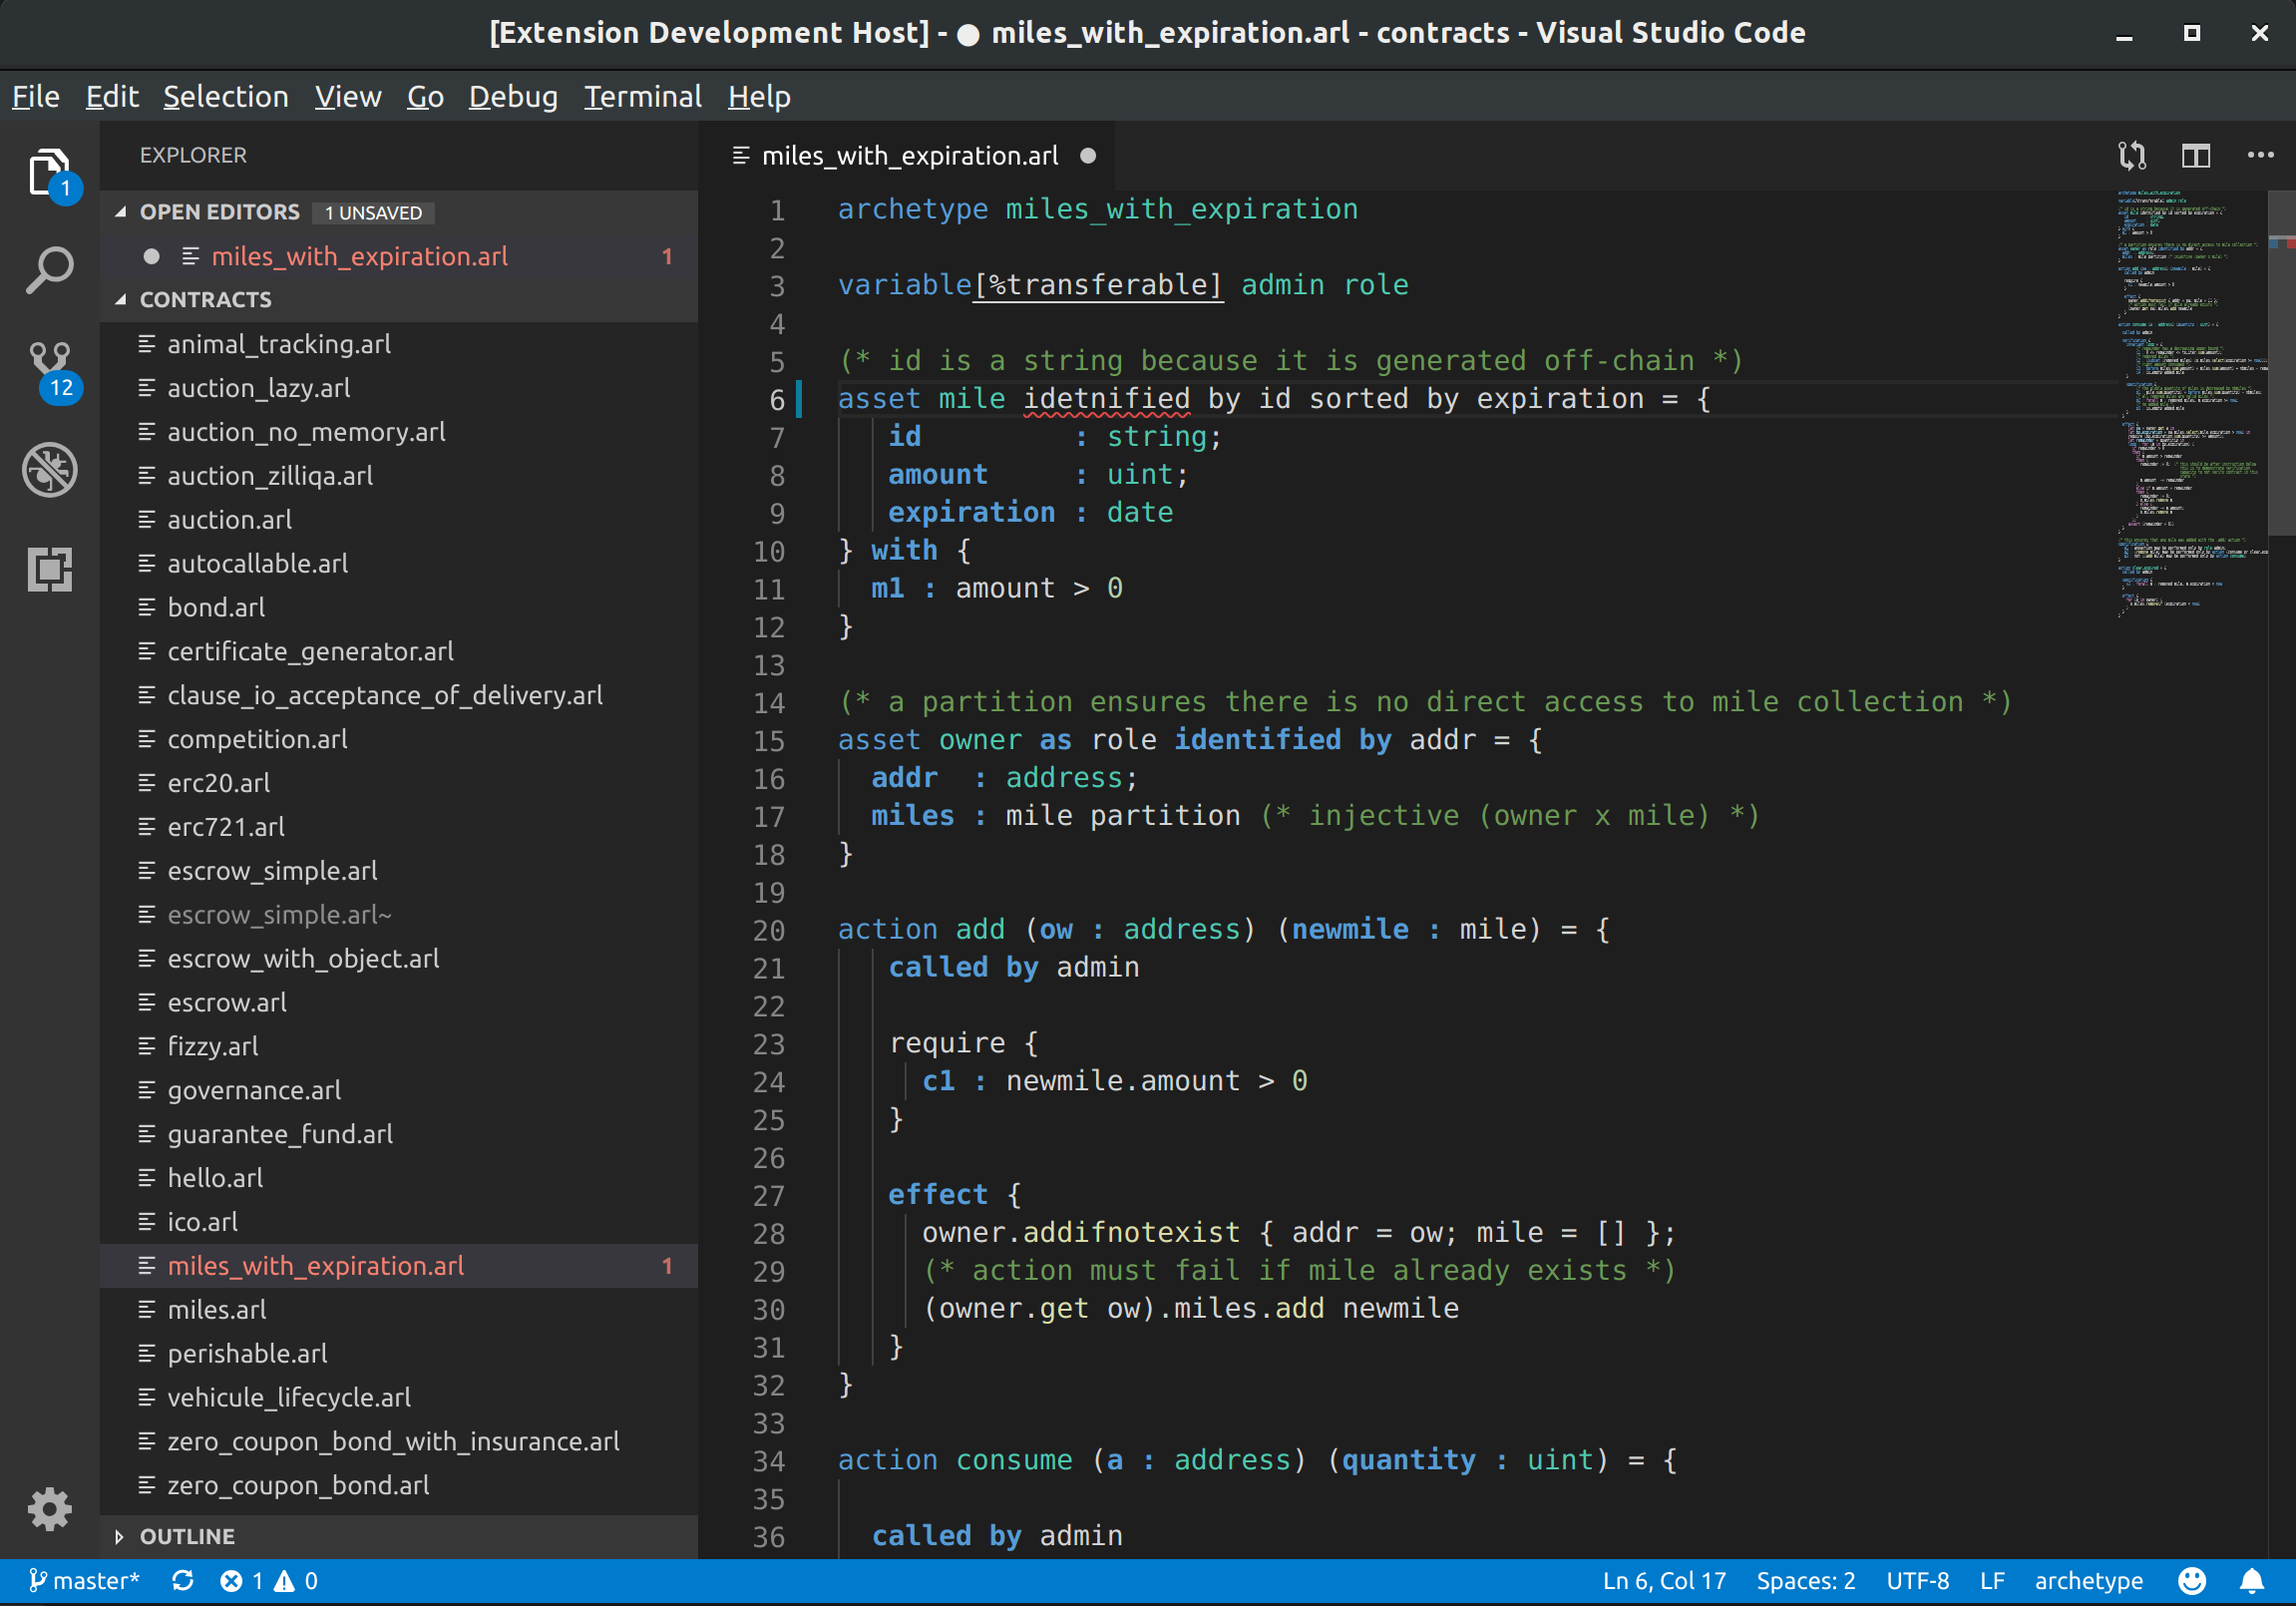 [Extension Development Host] - ● miles_with_expiration.arl - contracts - Visual Studio Code
File Edit Selection View Go Debug Terminal Help
EXPLORER
OPEN EDITORS 1 UNSAVED
miles_with_expiration.arl 1
CONTRACTS
animal_tracking.arl
auction_lazy.arl
auction_no_memory.arl
auction_zilliqa.arl
auction.arl
autocallable.arl
bond.arl
certificate_generator.arl
clause_io_acceptance_of_delivery.arl
competition.arl
erc20.arl
erc721.arl
escrow_simple.arl
escrow_simple.arl~
escrow_with_object.arl
escrow.arl
fizzy.arl
governance.arl
guarantee_fund.arl
hello.arl
ico.arl
miles_with_expiration.arl 1
miles.arl
perishable.arl
vehicule_lifecycle.arl
zero_coupon_bond_with_insurance.arl
zero_coupon_bond.arl
OUTLINE
1
12
miles_with_expiration.arl
1 archetype miles_with_expiration
2
3 variable[%transferable] admin role
4
5 (* id is a string because it is generated off-chain *)
6 asset mile idetnified by id sorted by expiration = {
7 id : string;
8 amount : uint;
9 expiration : date
10 } with {
11 m1 : amount > 0
12 }
13
14 (* a partition ensures there is no direct access to mile collection *)
15 asset owner as role identified by addr = {
16 addr : address;
17 miles : mile partition (* injective (owner x mile) *)
18 }
19
20 action add (ow : address) (newmile : mile) = {
21 called by admin
22
23 require {
24 c1 : newmile.amount > 0
25 }
26
27 effect {
28 owner.addifnotexist { addr = ow; mile = [] };
29 (* action must fail if mile already exists *)
30 (owner.get ow).miles.add newmile
31 }
32 }
33
34 action consume (a : address) (quantity : uint) = {
35
36 called by admin
master* 1 0 Ln 6, Col 17 Spaces: 2 UTF-8 LF archetype